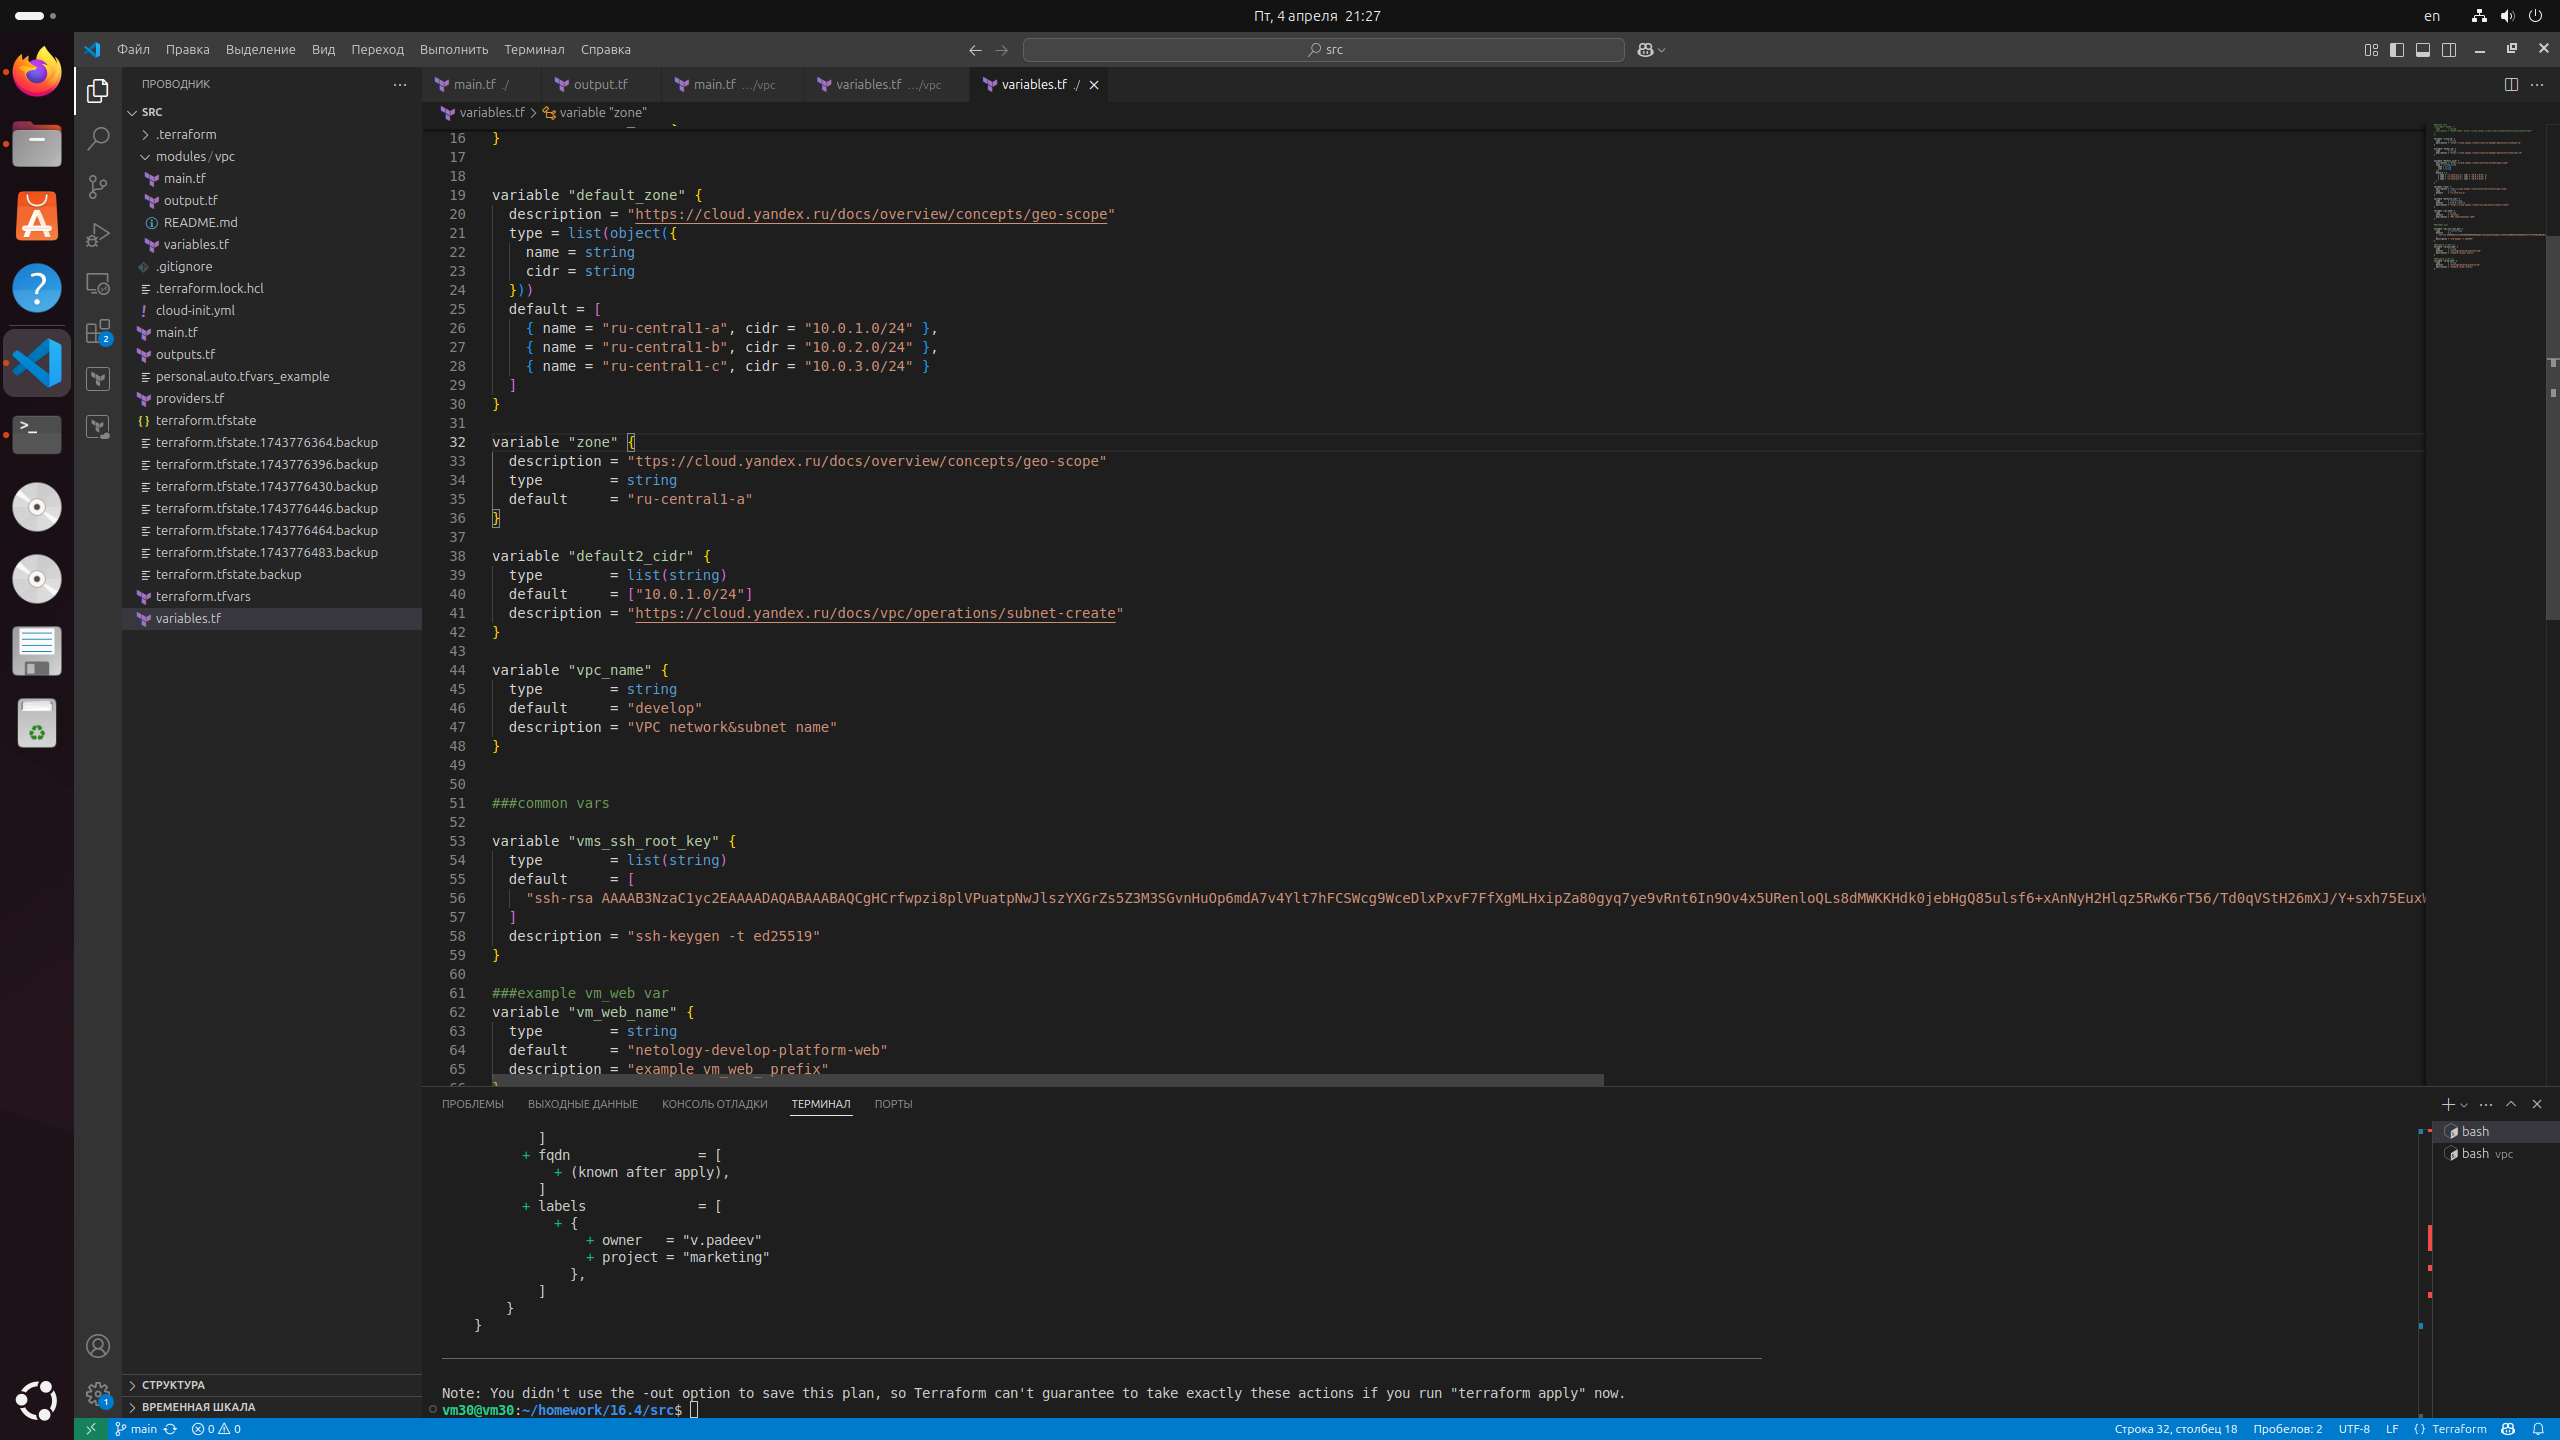 Пт, 4 апреля 21:27
en
Файл Правка Выделение Вид Переход Выполнить Терминал Справка
src
ПРОВОДНИК
SRC
.terraform
modules/vpc
main.tf
output.tf
README.md
variables.tf
.gitignore
.terraform.lock.hcl
cloud-init.yml
main.tf
outputs.tf
personal.auto.tfvars_example
providers.tf
terraform.tfstate
terraform.tfstate.1743776364.backup
terraform.tfstate.1743776396.backup
terraform.tfstate.1743776430.backup
terraform.tfstate.1743776446.backup
terraform.tfstate.1743776464.backup
terraform.tfstate.1743776483.backup
terraform.tfstate.backup
terraform.tfvars
variables.tf
СТРУКТУРА
ВРЕМЕННАЯ ШКАЛА
main.tf ./ output.tf main.tf .../vpc variables.tf .../vpc variables.tf ./
variables.tf > variable "zone"
16 }
17
18
19 variable "default_zone" {
20 description = "https://cloud.yandex.ru/docs/overview/concepts/geo-scope"
21 type = list(object({
22 name = string
23 cidr = string
24 }))
25 default = [
26 { name = "ru-central1-a", cidr = "10.0.1.0/24" },
27 { name = "ru-central1-b", cidr = "10.0.2.0/24" },
28 { name = "ru-central1-c", cidr = "10.0.3.0/24" }
29 ]
30 }
31
32 variable "zone" {
33 description = "ttps://cloud.yandex.ru/docs/overview/concepts/geo-scope"
34 type = string
35 default = "ru-central1-a"
36 }
37
38 variable "default2_cidr" {
39 type = list(string)
40 default = ["10.0.1.0/24"]
41 description = "https://cloud.yandex.ru/docs/vpc/operations/subnet-create"
42 }
43
44 variable "vpc_name" {
45 type = string
46 default = "develop"
47 description = "VPC network&subnet name"
48 }
49
50
51 ###common vars
52
53 variable "vms_ssh_root_key" {
54 type = list(string)
55 default = [
56 "ssh-rsa AAAAB3NzaC1yc2EAAAADAQABAAABAQCgHCrfwpzi8plVPuatpNwJlszYXGrZs5Z3M3SGvnHuOp6mdA7v4Ylt7hFCSWcg9WceDlxPxvF7FfXgMLHxipZa80gyq7ye9vRnt6In9Ov4x5URenloQLs8dMWKKHdk0jebHgQ85ulsf6+xAnNyH2Hlqz5RwK6rT56/Td0qVStH26mXJ/Y+sxh75Eux
57 ]
58 description = "ssh-keygen -t ed25519"
59 }
60
61 ###example vm_web var
62 variable "vm_web_name" {
63 type = string
64 default = "netology-develop-platform-web"
65 description = "example vm_web_ prefix"
ПРОБЛЕМЫ ВЫХОДНЫЕ ДАННЫЕ КОНСОЛЬ ОТЛАДКИ ТЕРМИНАЛ ПОРТЫ
]
+ fqdn = [
+ (known after apply),
]
+ labels = [
+ {
+ owner = "v.padeev"
+ project = "marketing"
},
]
}
}
Note: You didn't use the -out option to save this plan, so Terraform can't guarantee to take exactly these actions if you run "terraform apply" now.
vm30@vm30:~/homework/16.4/src$
bash
bash vpc
main 0 0
Строка 32, столбец 18 Пробелов: 2 UTF-8 LF {} Terraform
2
1